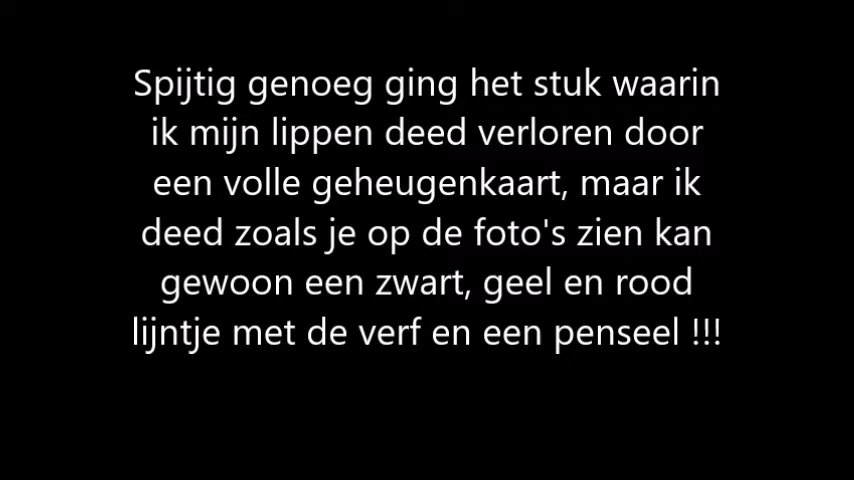 Spijtig genoeg ging het stuk waarin
ik mijn lippen deed verloren door
een volle geheugenkaart, maar ik
deed zoals je op de foto's zien kan
gewoon een zwart, geel en rood
lijntje met de verf en een penseel !!!